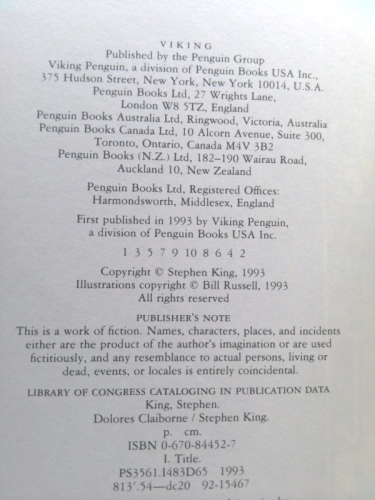 VIKING
Published by the Penguin Group
Viking Penguin, a division of Penguin Books USA Inc.,
375 Hudson Street, New York, New York 10014, U.S.A.
Penguin Books Ltd, 27 Wrights Lane,
London W8 5TZ, England
Penguin Books Australia Ltd, Ringwood, Victoria, Australia
Penguin Books Canada Ltd, 10 Alcorn Avenue, Suite 300,
Toronto, Ontario, Canada M4V 3B2
Penguin Books (N.Z.) Ltd, 182–190 Wairau Road,
Auckland 10, New Zealand
Penguin Books Ltd, Registered Offices:
Harmondsworth, Middlesex, England
First published in 1993 by Viking Penguin,
a division of Penguin Books USA Inc.
1 3 5 7 9 10 8 6 4 2
Copyright © Stephen King, 1993
Illustrations copyright © Bill Russell, 1993
All rights reserved
PUBLISHER'S NOTE
This is a work of fiction. Names, characters, places, and incidents
either are the product of the author's imagination or are used
fictitiously, and any resemblance to actual persons, living or
dead, events, or locales is entirely coincidental.
LIBRARY OF CONGRESS CATALOGING IN PUBLICATION DATA
King, Stephen.
Dolores Claiborne / Stephen King.
p. cm.
ISBN 0-670-84452-7
I. Title.
PS3561.I483D65 1993
813'.54—dc20 92-15467